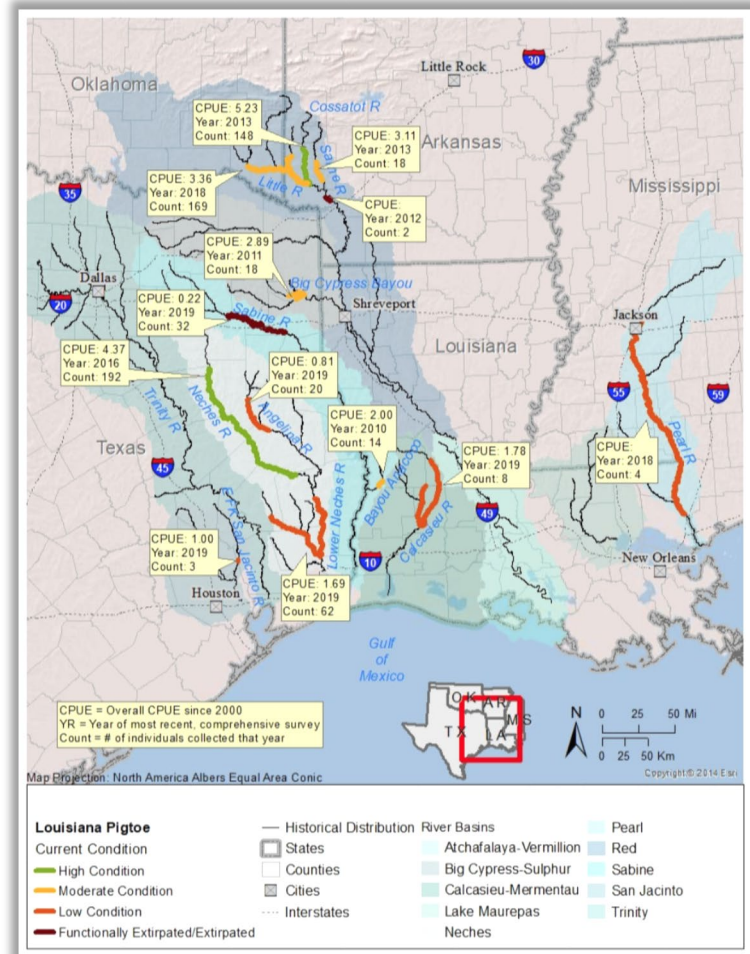 Oklahoma
Little Rock
30
CPUE: 5.23
Year: 2013
Count: 148
Cossatot R
CPUE: 3.11
Year: 2013
Count: 18
Arkansas
Saline R
CPUE: 3.36
Year: 2018
Count: 169
Little R
Mississippi
35
CPUE:
Year: 2012
Count: 2
CPUE: 2.89
Year: 2011
Count: 18
Dallas
20
Big Cypress Bayou
CPUE: 0.22
Year: 2019
Count: 32
Sabine R
Shreveport
Jackson
Louisiana
CPUE: 4.37
Year: 2016
Count: 192
CPUE: 0.81
Year: 2019
Count: 20
55
59
Trinity R
Neches R
Angelina R
CPUE: 2.00
Year: 2010
Count: 14
Pearl R
Texas
45
Bayou Anacoco
CPUE: 1.78
Year: 2019
Count: 8
CPUE:
Year: 2018
Count: 4
Lower Neches R
Calcasieu R
49
E Fk San Jacinto R
CPUE: 1.00
Year: 2019
Count: 3
10
New Orleans
Houston
CPUE: 1.69
Year: 2019
Count: 62
Gulf
of
Mexico
CPUE = Overall CPUE since 2000
YR = Year of most recent, comprehensive survey
Count = # of individuals collected that year
OK AR
TX LA MS
N
0 25 50 Mi
0 25 50 Km
Map Projection: North America Albers Equal Area Conic
Copyright:© 2014 Esri
Louisiana Pigtoe
Current Condition
High Condition
Moderate Condition
Low Condition
Functionally Extirpated/Extirpated
Historical Distribution
States
Counties
Cities
Interstates
River Basins
Atchafalaya-Vermillion
Big Cypress-Sulphur
Calcasieu-Mermentau
Lake Maurepas
Neches
Pearl
Red
Sabine
San Jacinto
Trinity